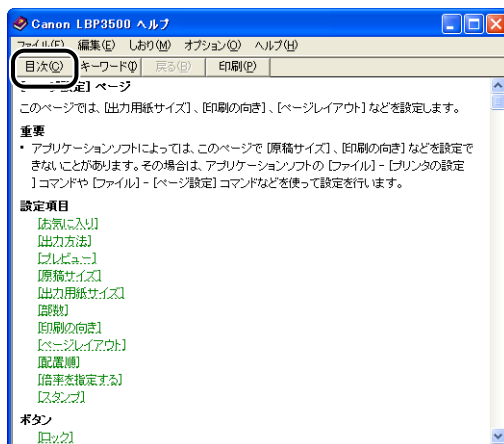 Canon LBP3500 ヘルプ
ファイル(F) 編集(E) しおり(M) オプション(O) ヘルプ(H)
目次(C) キーワード(I) 戻る(B) 印刷(P)
ページ
このページでは、[出力用紙サイズ]、[印刷の向き]、[ページレイアウト] などを設定します。
重要
• アプリケーションソフトによっては、このページで [原稿サイズ]、[印刷の向き] などを設定で
きないことがあります。その場合は、アプリケーションソフトの [ファイル] - [プリンタの設定
] コマンドや [ファイル] - [ページ設定] コマンドなどを使って設定を行います。
設定項目
[お気に入り]
[出力方法]
[プレビュー]
[原稿サイズ]
[出力用紙サイズ]
[部数]
[印刷の向き]
[ページレイアウト]
[配置順]
[倍率を指定する]
[スタンプ]
ボタン
[ロック]